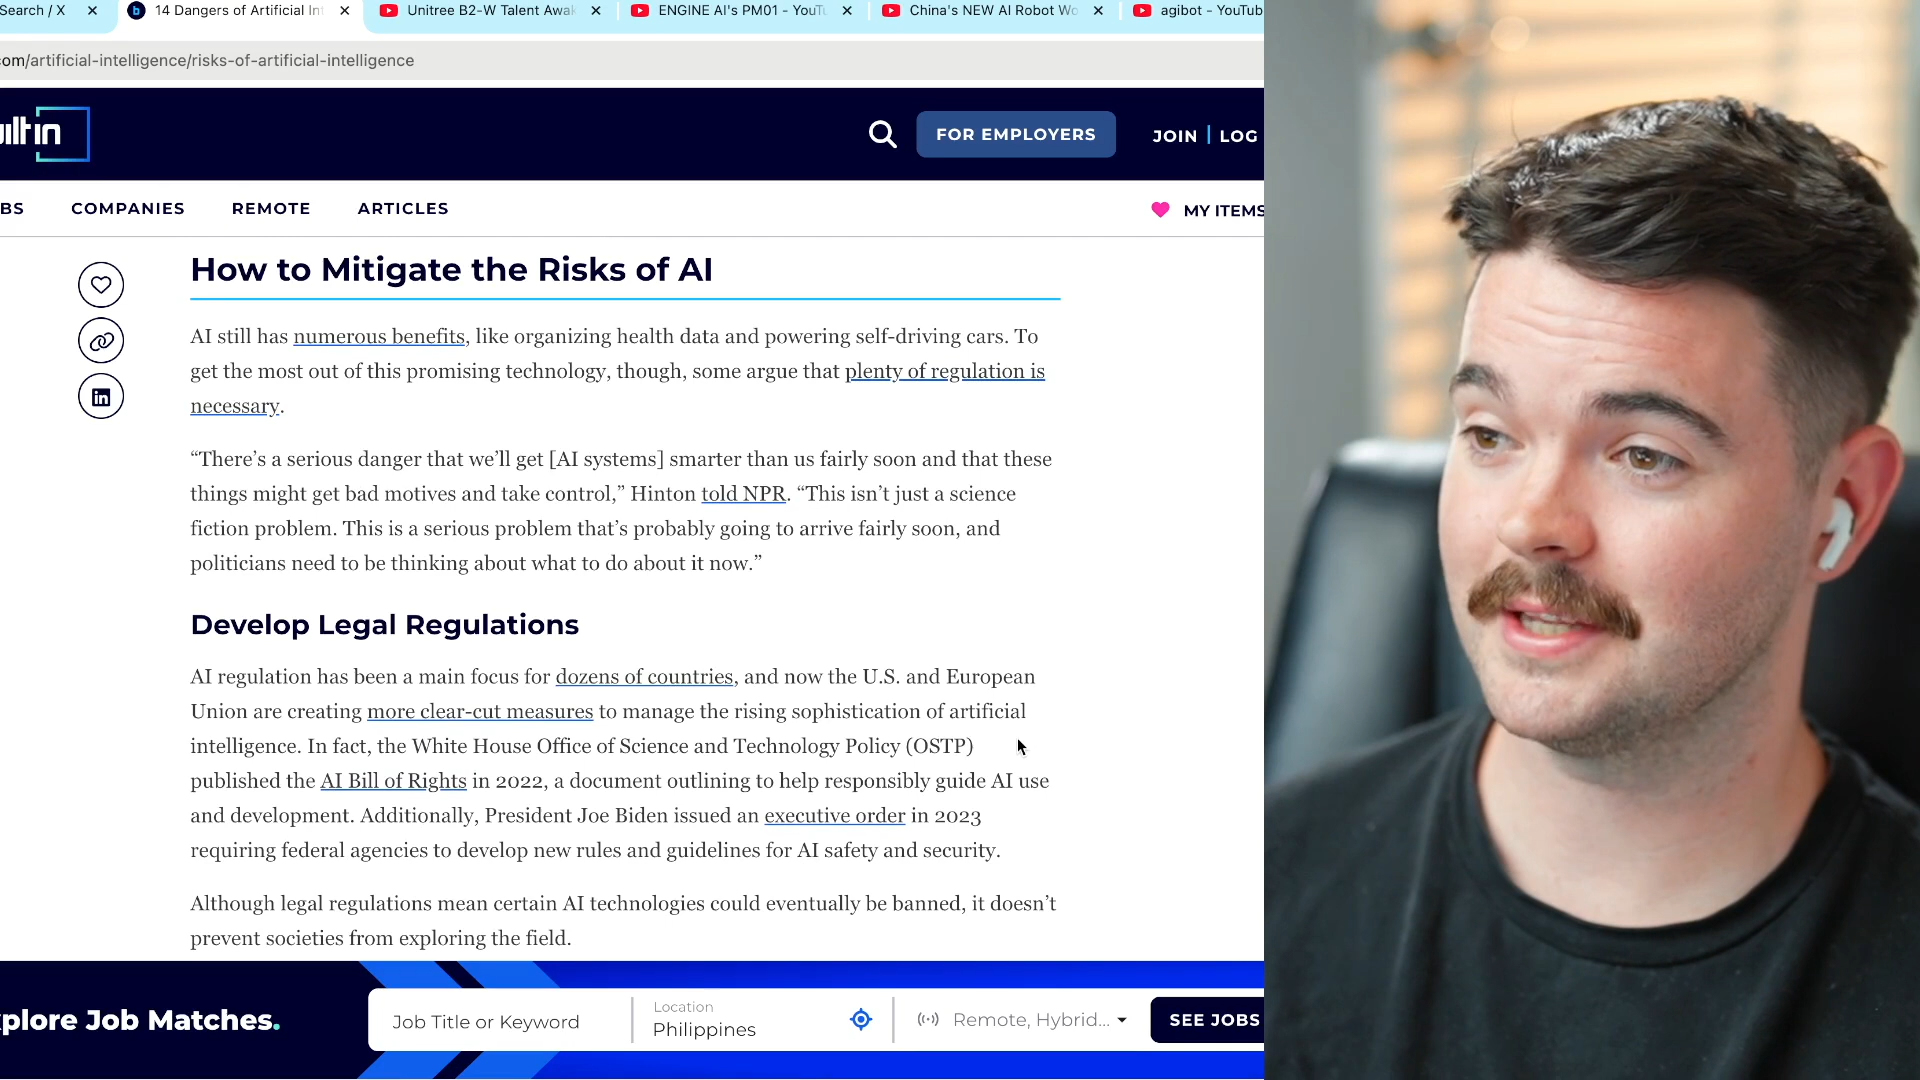 Search / X
14 Dangers of Artificial Int
Unitree B2-W Talent Awak
ENGINE AI's PM01 - YouTu
China's NEW AI Robot Wo
agibot - YouTub
om/artificial-intelligence/risks-of-artificial-intelligence
uiltin
FOR EMPLOYERS
JOIN | LOG
BS
COMPANIES
REMOTE
ARTICLES
MY ITEMS
How to Mitigate the Risks of AI
AI still has numerous benefits, like organizing health data and powering self-driving cars. To
get the most out of this promising technology, though, some argue that plenty of regulation is
necessary.
“There’s a serious danger that we’ll get [AI systems] smarter than us fairly soon and that these
things might get bad motives and take control,” Hinton told NPR. “This isn’t just a science
fiction problem. This is a serious problem that’s probably going to arrive fairly soon, and
politicians need to be thinking about what to do about it now.”
Develop Legal Regulations
AI regulation has been a main focus for dozens of countries, and now the U.S. and European
Union are creating more clear-cut measures to manage the rising sophistication of artificial
intelligence. In fact, the White House Office of Science and Technology Policy (OSTP)
published the AI Bill of Rights in 2022, a document outlining to help responsibly guide AI use
and development. Additionally, President Joe Biden issued an executive order in 2023
requiring federal agencies to develop new rules and guidelines for AI safety and security.
Although legal regulations mean certain AI technologies could eventually be banned, it doesn’t
prevent societies from exploring the field.
xplore Job Matches.
Job Title or Keyword
Location
Philippines
Remote, Hybrid...
SEE JOBS